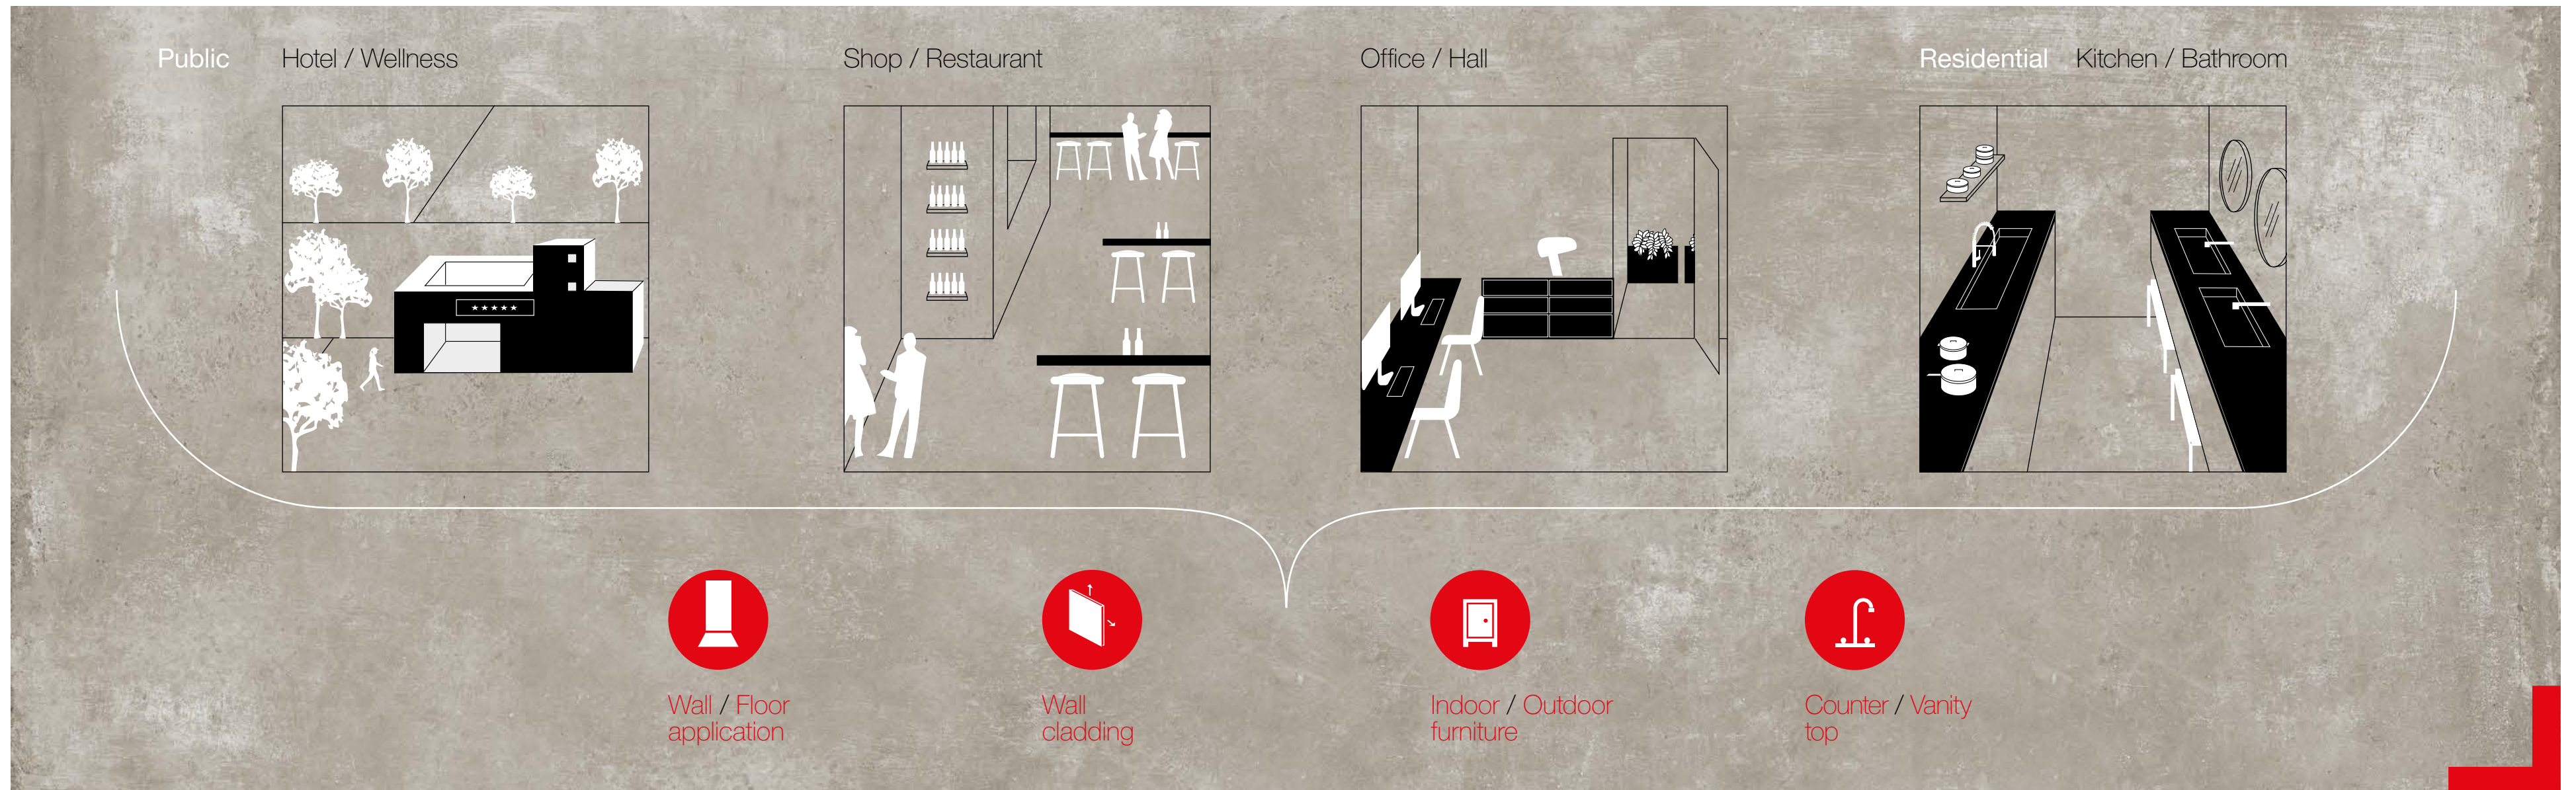 Public
Hotel / Wellness
Shop / Restaurant
Office / Hall
Residential
Kitchen / Bathroom
Wall / Floor
application
Wall
cladding
Indoor / Outdoor
furniture
Counter / Vanity
top